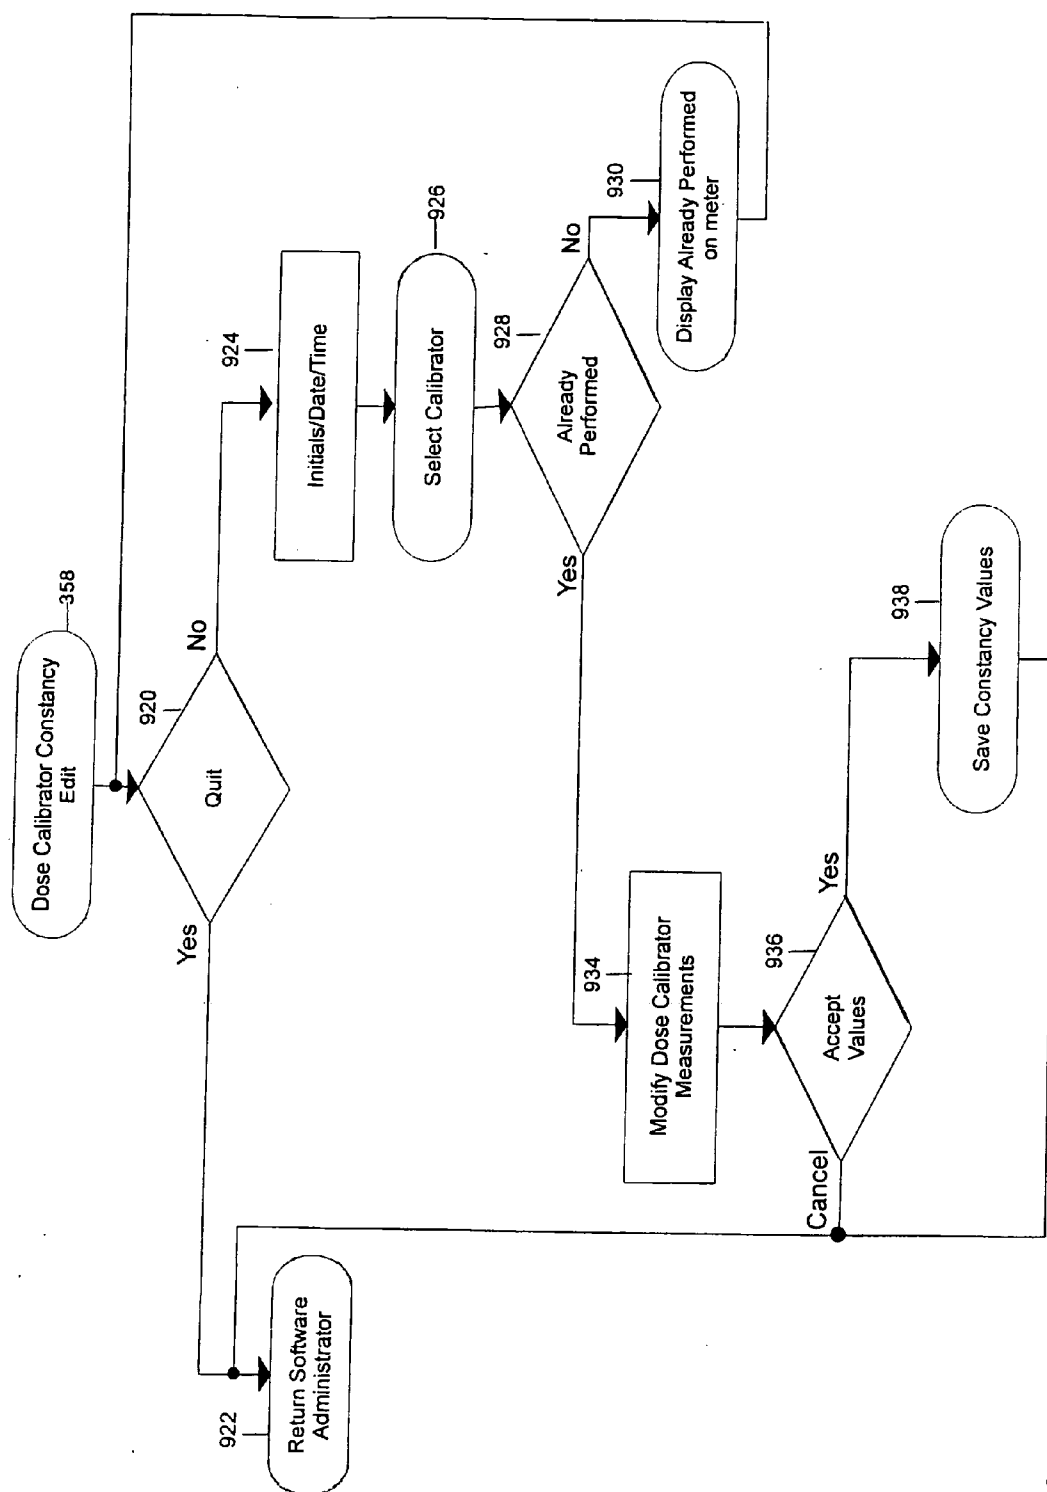 Dose Calibrator Constancy
Edit
358
920
Quit
Yes
No
924
Initials/Date/Time
926
Select Calibrator
928
Already
Performed
Yes
No
930
Display Already Performed
on meter
934
Modify Dose Calibrator
Measurements
936
Accept
Values
Cancel
Yes
938
Save Constancy Values
922
Return Software
Administrator